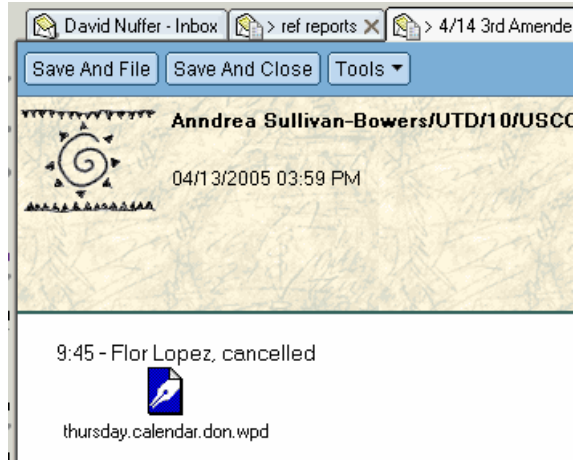 David Nuffer - Inbox > ref reports > 4/14 3rd Amende
Save And File Save And Close Tools
Anndrea Sullivan-Bowers/UTD/10/USCO
04/13/2005 03:59 PM
9:45 - Flor Lopez, cancelled
thursday.calendar.don.wpd